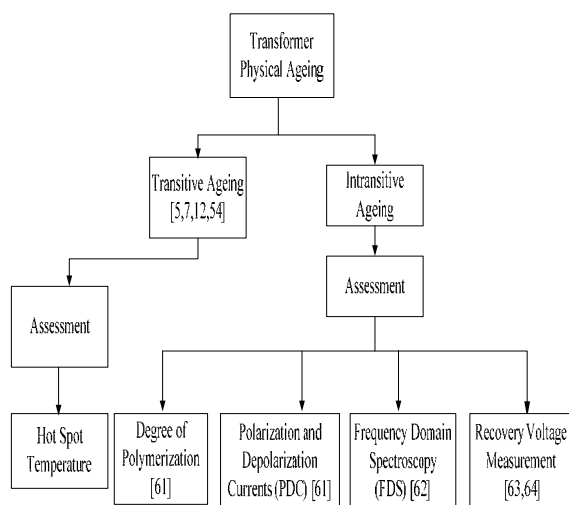 Transformer
Physical Ageing
Transitive Ageing
[5,7,12,54]
Intransitive
Ageing
Assessment
Assessment
Hot Spot
Temperature
Degree of
Polymerization
[61]
Polarization and
Depolarization
Currents (PDC) [61]
Frequency Domain
Spectroscopy
(FDS) [62]
Recovery Voltage
Measurement
[63,64]